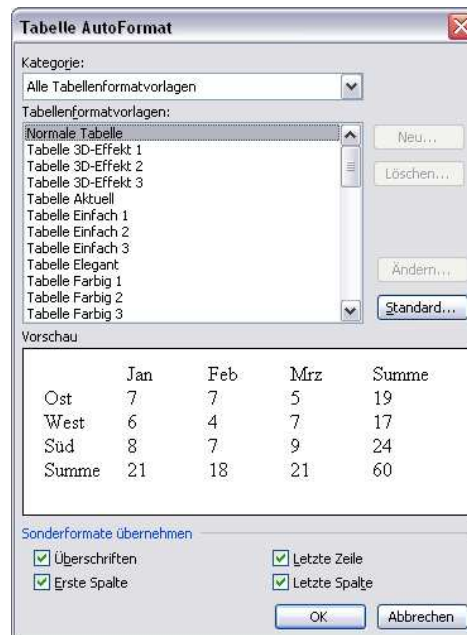 Tabelle AutoFormat
Kategorie:
Alle Tabellenformatvorlagen
Tabellenformatvorlagen:
Normale Tabelle
Tabelle 3D-Effekt 1
Tabelle 3D-Effekt 2
Tabelle 3D-Effekt 3
Tabelle Aktuell
Tabelle Einfach 1
Tabelle Einfach 2
Tabelle Einfach 3
Tabelle Elegant
Tabelle Farbig 1
Tabelle Farbig 2
Tabelle Farbig 3
Neu...
Löschen...
Ändern...
Standard...
Vorschau
Jan Feb Mrz Summe
Ost 7 7 5 19
West 6 4 7 17
Süd 8 7 9 24
Summe 21 18 21 60
Sonderformate übernehmen
Überschriften Letzte Zeile
Erste Spalte Letzte Spalte
OK Abbrechen